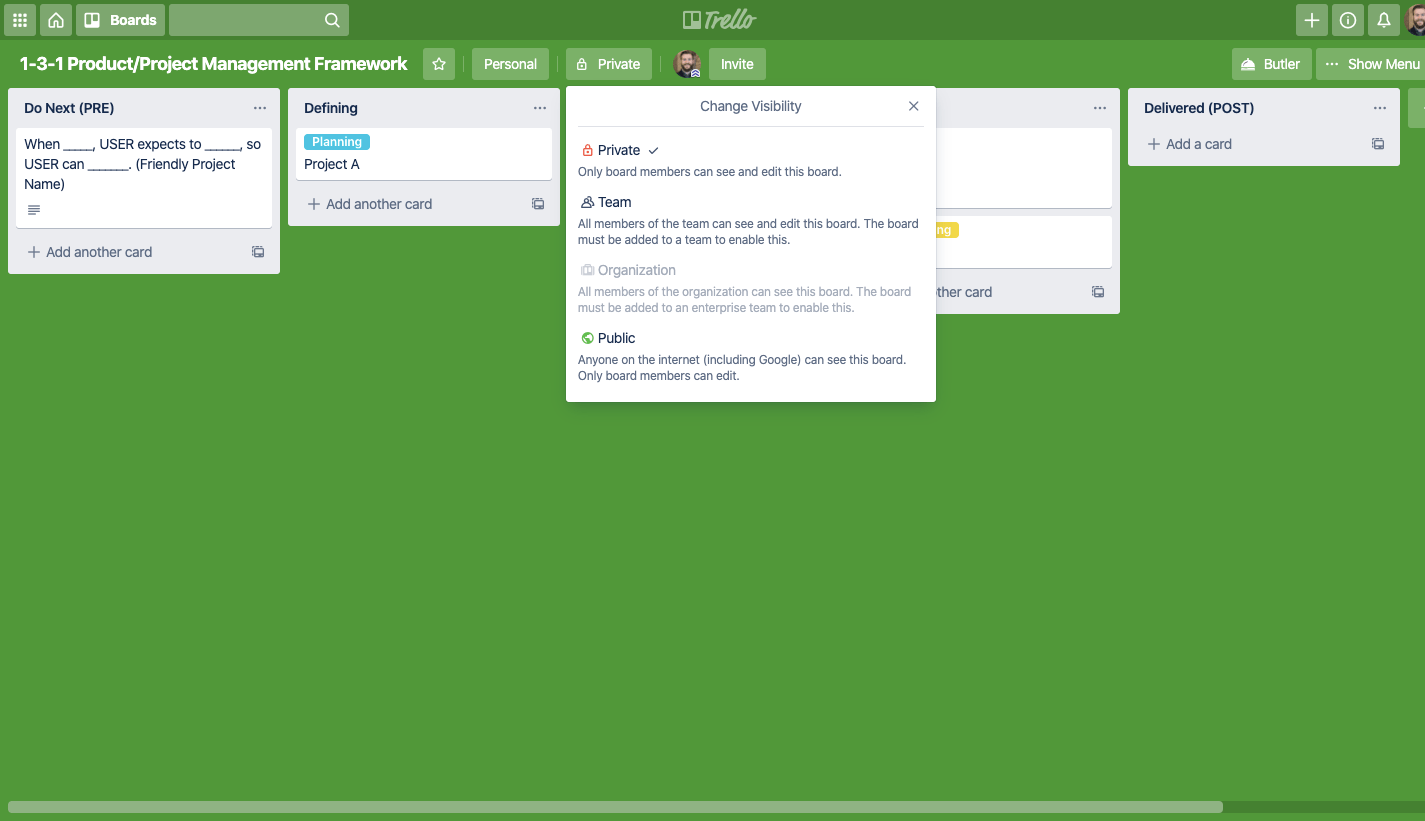 Boards
Trello
1-3-1 Product/Project Management Framework
Personal
Private
Invite
Butler
Show Menu
Do Next (PRE)
When _____, USER expects to ______, so
USER can _______. (Friendly Project
Name)
Add another card
Defining
Planning
Project A
Add another card
Change Visibility
Private
Only board members can see and edit this board.
Team
All members of the team can see and edit this board. The board
must be added to a team to enable this.
Organization
All members of the organization can see this board. The board
must be added to an enterprise team to enable this.
Public
Anyone on the internet (including Google) can see this board.
Only board members can edit.
card
Delivered (POST)
Add a card